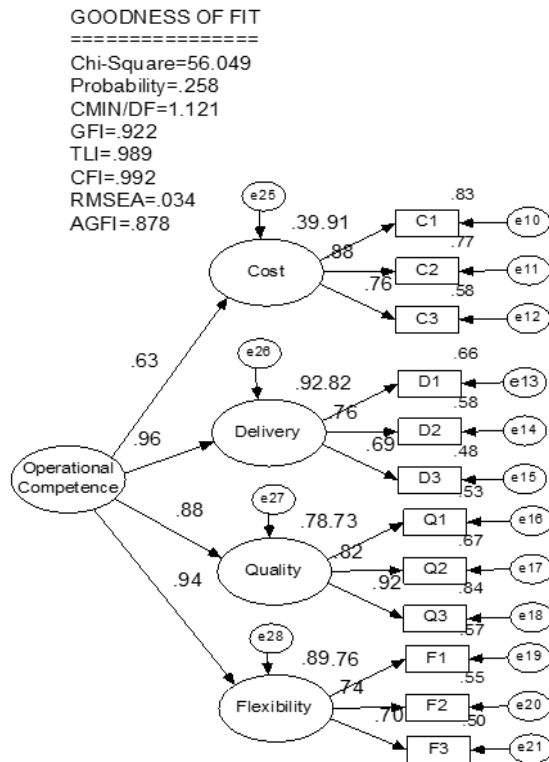 GOODNESS OF FIT
================
Chi-Square=56.049
Probability=.258
CMIN/DF=1.121
GFI=.922
TLI=.989
CFI=.992
RMSEA=.034
AGFI=.878
e25
.39
.91
.83
C1
e10
.88
.77
Cost
C2
e11
.76
.58
C3
e12
.63
e26
.66
.92
.82
D1
e13
.76
.58
.96
Delivery
D2
e14
.69
.48
Operational
Competence
D3
e15
.53
e27
.88
.78
.73
Q1
e16
.82
.67
Quality
Q2
e17
.92
.84
.94
Q3
e18
e28
.57
.89
.76
F1
e19
.74
.55
Flexibility
F2
e20
.70
.50
F3
e21